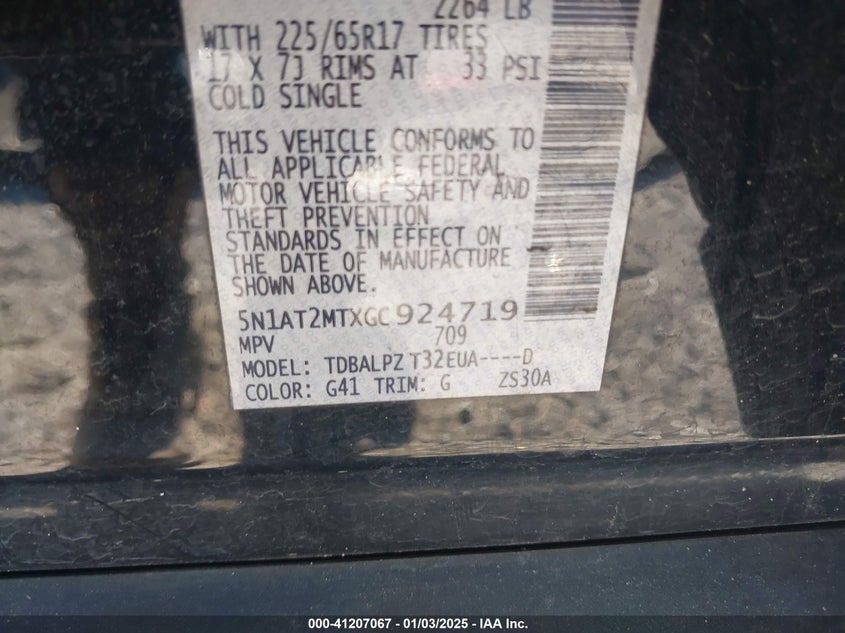 2264 LB
WITH 225/65R17 TIRES
17 X 7J RIMS AT 33 PSI
COLD SINGLE
THIS VEHICLE CONFORMS TO
ALL APPLICABLE FEDERAL
MOTOR VEHICLE SAFETY AND
THEFT PREVENTION
STANDARDS IN EFFECT ON
THE DATE OF MANUFACTURE
SHOWN ABOVE.
5N1AT2MTXGC924719
MPV 709
MODEL: TDBALPZ T32EUA----D
COLOR: G41 TRIM: G ZS30A
000-41207067 - 01/03/2025 - IAA Inc.